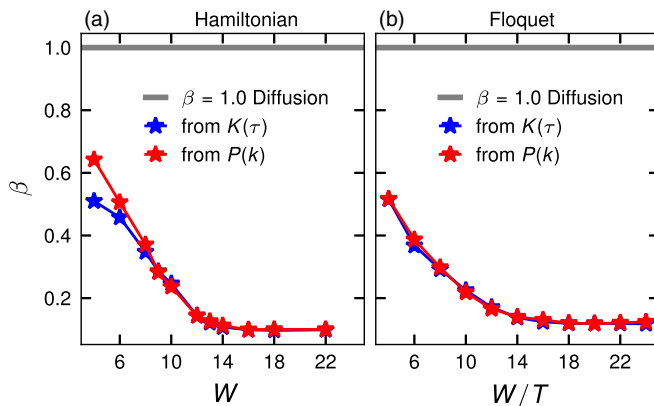 (a) Hamiltonian
(b) Floquet
1.0
0.8
0.6
0.4
0.2
β
β = 1.0 Diffusion
from K(τ)
from P(k)
β = 1.0 Diffusion
from K(τ)
from P(k)
6 10 14 18 22
6 10 14 18 22
W
W/T